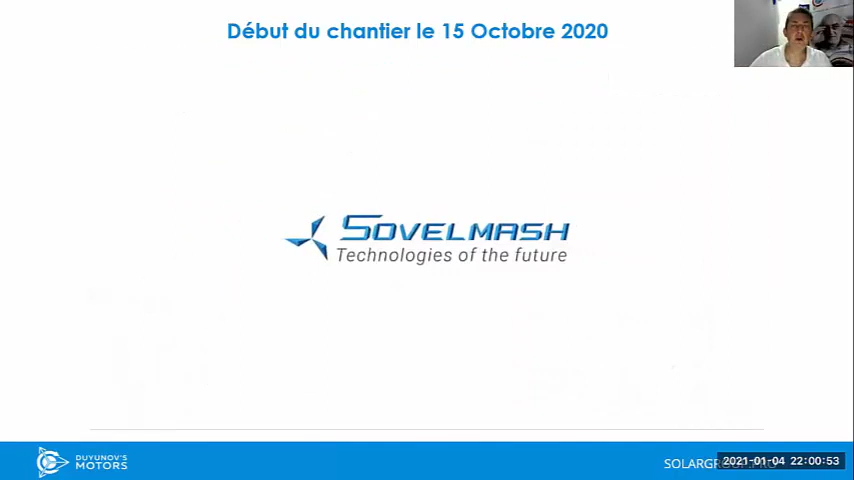 Début du chantier le 15 Octobre 2020
SOVELMASH
Technologies of the future
DUYUNOV'S
MOTORS
2021-01-04 22:00:53